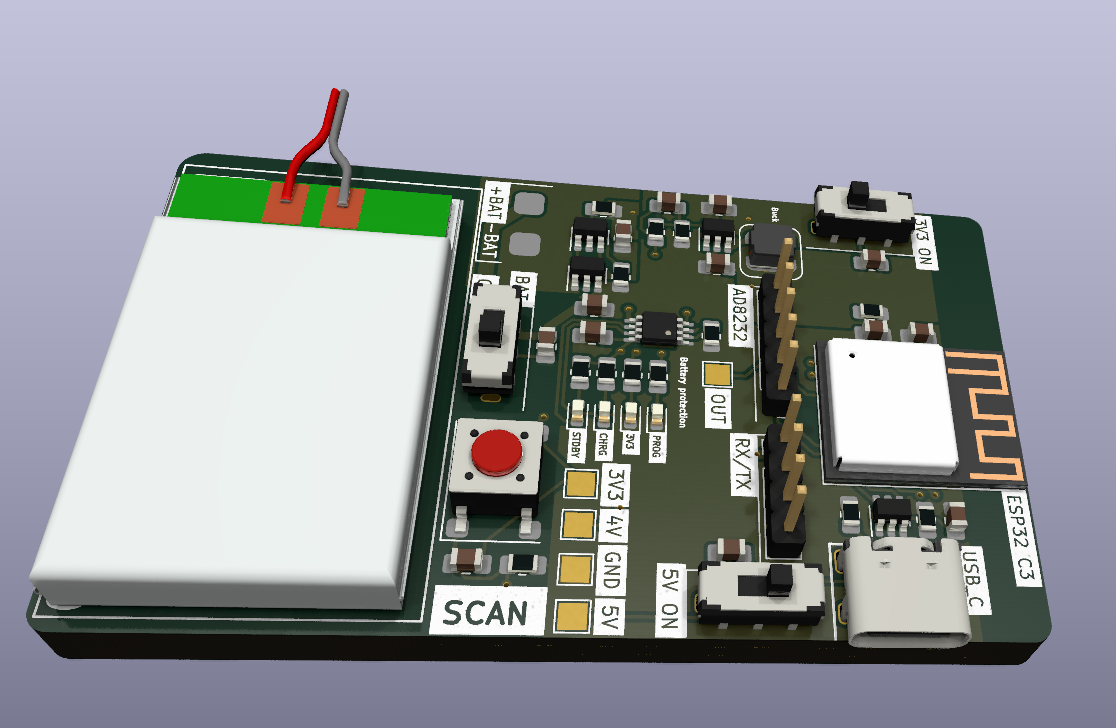 +BAT
-BAT
BAT
Buck
3V3 ON
AD8232
OUT
Battery protection
STDBY
CHRG
3V3
PROG
RX/TX
3V3
4V
GND
5V
SCAN
5V ON
ESP32 C3
USB_C